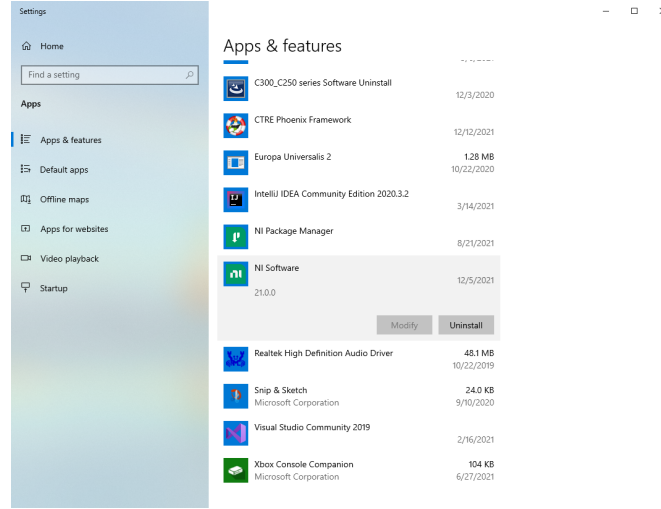 Settings
Home
Find a setting
Apps
Apps & features
Default apps
Offline maps
Apps for websites
Video playback
Startup
Apps & features
C300_C250 series Software Uninstall
12/3/2020
CTRE Phoenix Framework
12/12/2021
Europa Universalis 2
1.28 MB
10/22/2020
IntelliJ IDEA Community Edition 2020.3.2
3/14/2021
NI Package Manager
8/21/2021
NI Software
12/5/2021
21.0.0
Modify
Uninstall
Realtek High Definition Audio Driver
48.1 MB
10/22/2019
Snip & Sketch
24.0 KB
Microsoft Corporation
9/10/2020
Visual Studio Community 2019
2/16/2021
Xbox Console Companion
104 KB
Microsoft Corporation
6/27/2021